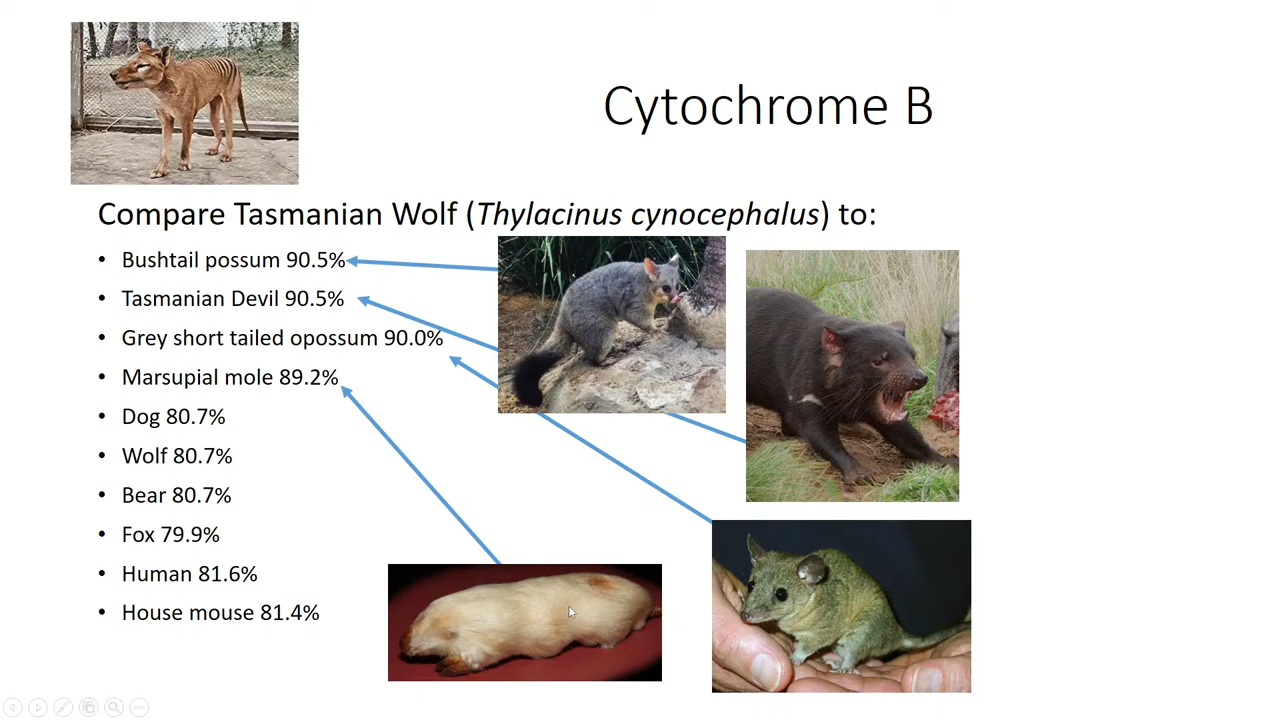 Cytochrome B
Compare Tasmanian Wolf (Thylacinus cynocephalus) to:
• Bushtail possum 90.5%
• Tasmanian Devil 90.5%
• Grey short tailed opossum 90.0%
• Marsupial mole 89.2%
• Dog 80.7%
• Wolf 80.7%
• Bear 80.7%
• Fox 79.9%
• Human 81.6%
• House mouse 81.4%